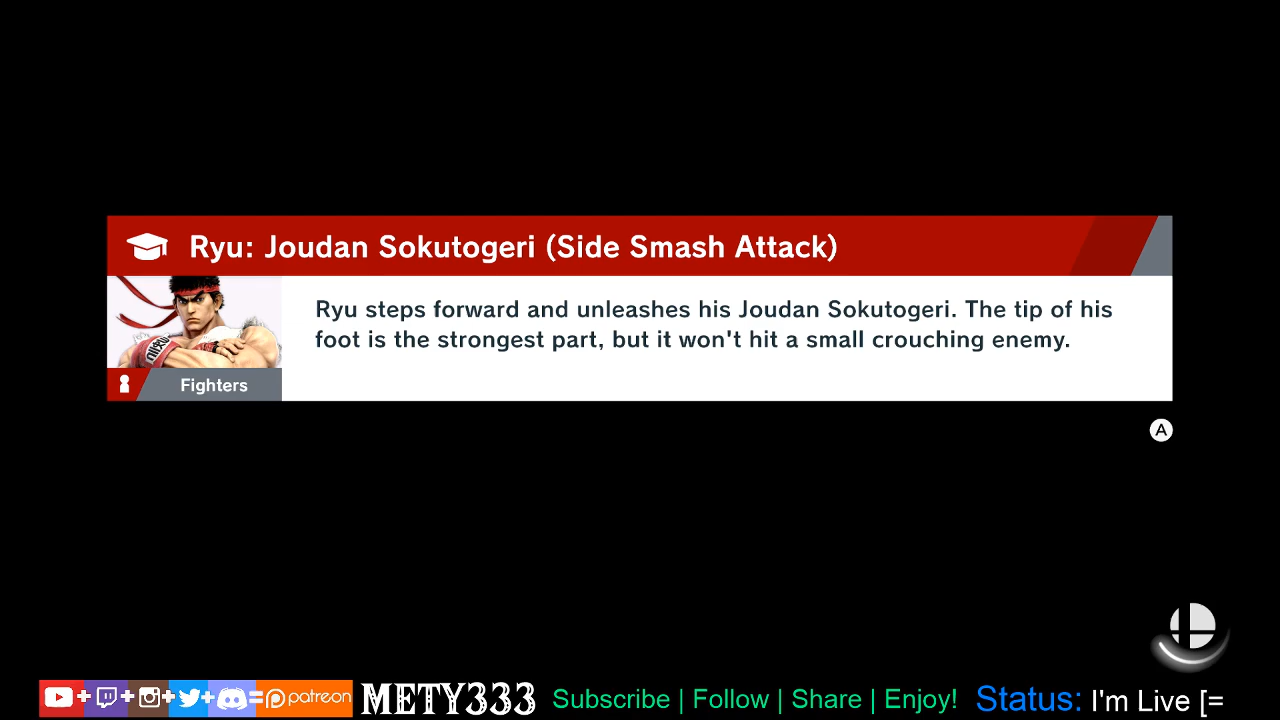 Ryu: Joudan Sokutogeri (Side Smash Attack)
Ryu steps forward and unleashes his Joudan Sokutogeri. The tip of his
foot is the strongest part, but it won't hit a small crouching enemy.
Fighters
A
+ + + + = patreon METY333 Subscribe | Follow | Share | Enjoy! Status: I'm Live [=